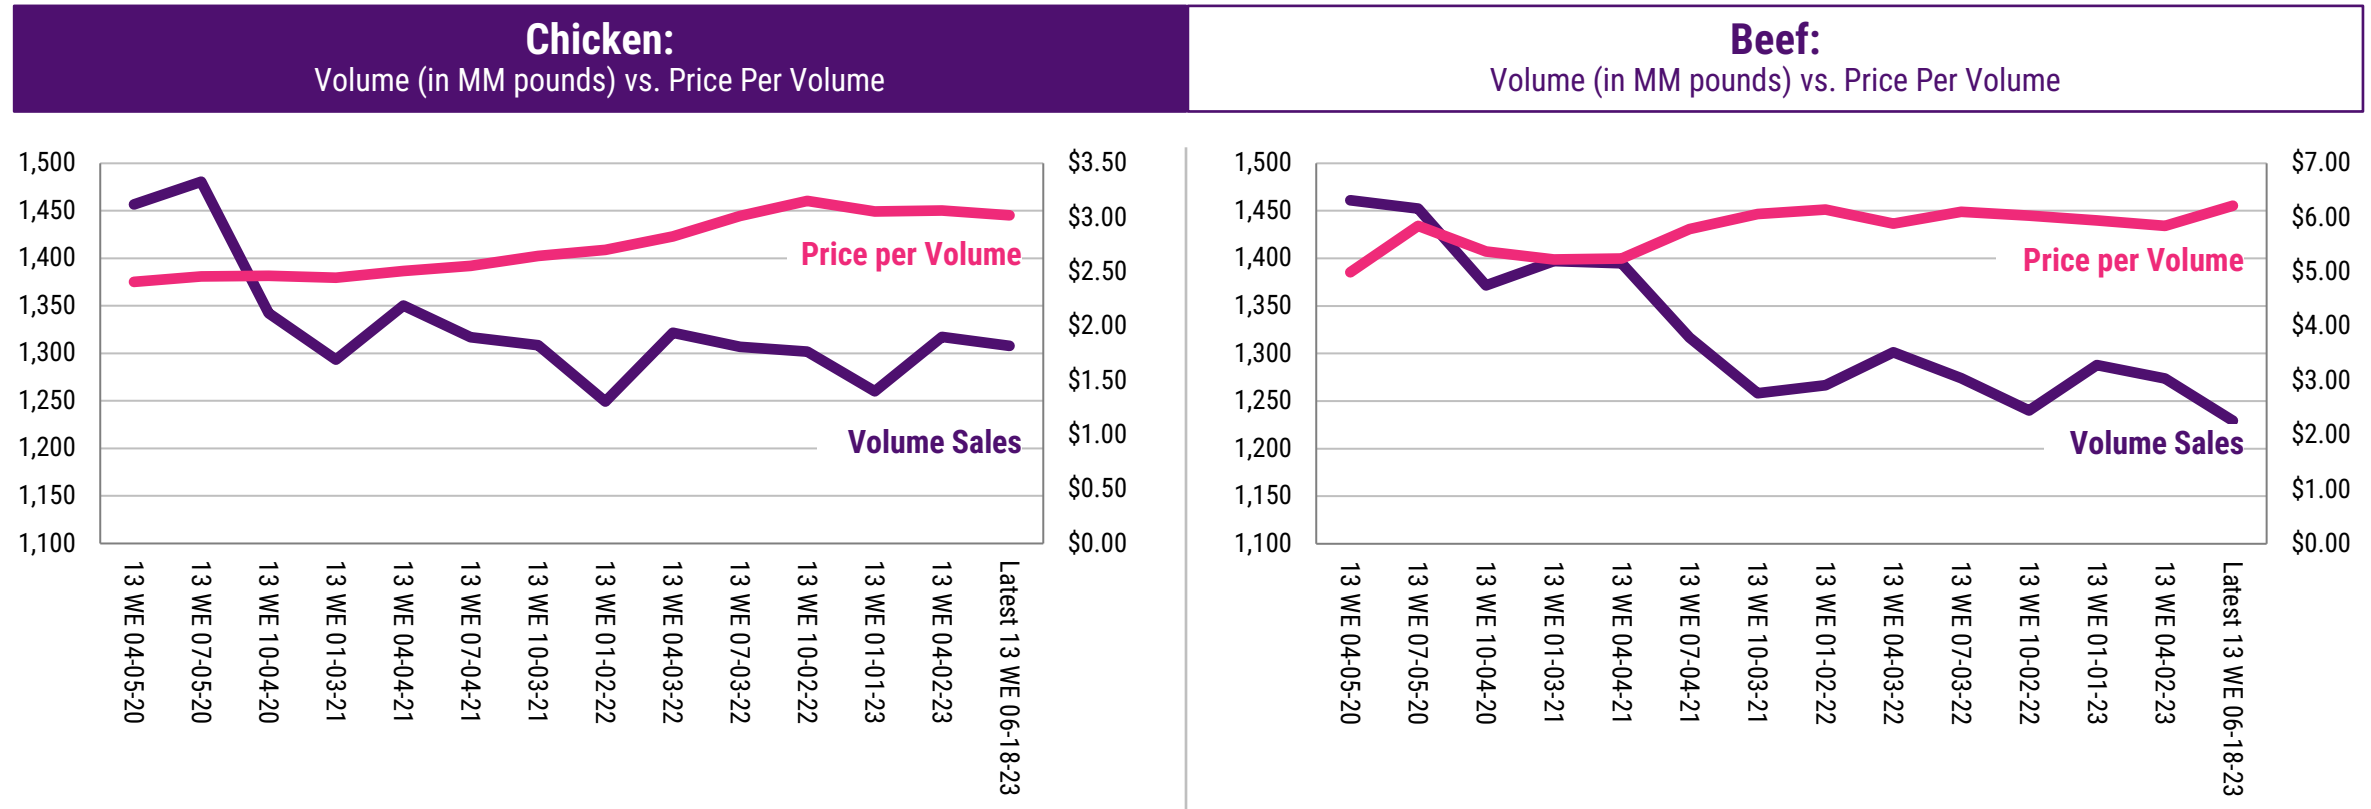 Chicken:
Volume (in MM pounds) vs. Price Per Volume
Beef:
Volume (in MM pounds) vs. Price Per Volume
1,500
1,450
1,400
1,350
1,300
1,250
1,200
1,150
1,100
$3.50
$3.00
$2.50
$2.00
$1.50
$1.00
$0.50
$0.00
Price per Volume
Volume Sales
13 WE 04-05-20
13 WE 07-05-20
13 WE 10-04-20
13 WE 01-03-21
13 WE 04-04-21
13 WE 07-04-21
13 WE 10-03-21
13 WE 01-02-22
13 WE 04-03-22
13 WE 07-03-22
13 WE 10-02-22
13 WE 01-01-23
13 WE 04-02-23
Latest 13 WE 06-18-23
1,500
1,450
1,400
1,350
1,300
1,250
1,200
1,150
1,100
$7.00
$6.00
$5.00
$4.00
$3.00
$2.00
$1.00
$0.00
Price per Volume
Volume Sales
13 WE 04-05-20
13 WE 07-05-20
13 WE 10-04-20
13 WE 01-03-21
13 WE 04-04-21
13 WE 07-04-21
13 WE 10-03-21
13 WE 01-02-22
13 WE 04-03-22
13 WE 07-03-22
13 WE 10-02-22
13 WE 01-01-23
13 WE 04-02-23
Latest 13 WE 06-18-23